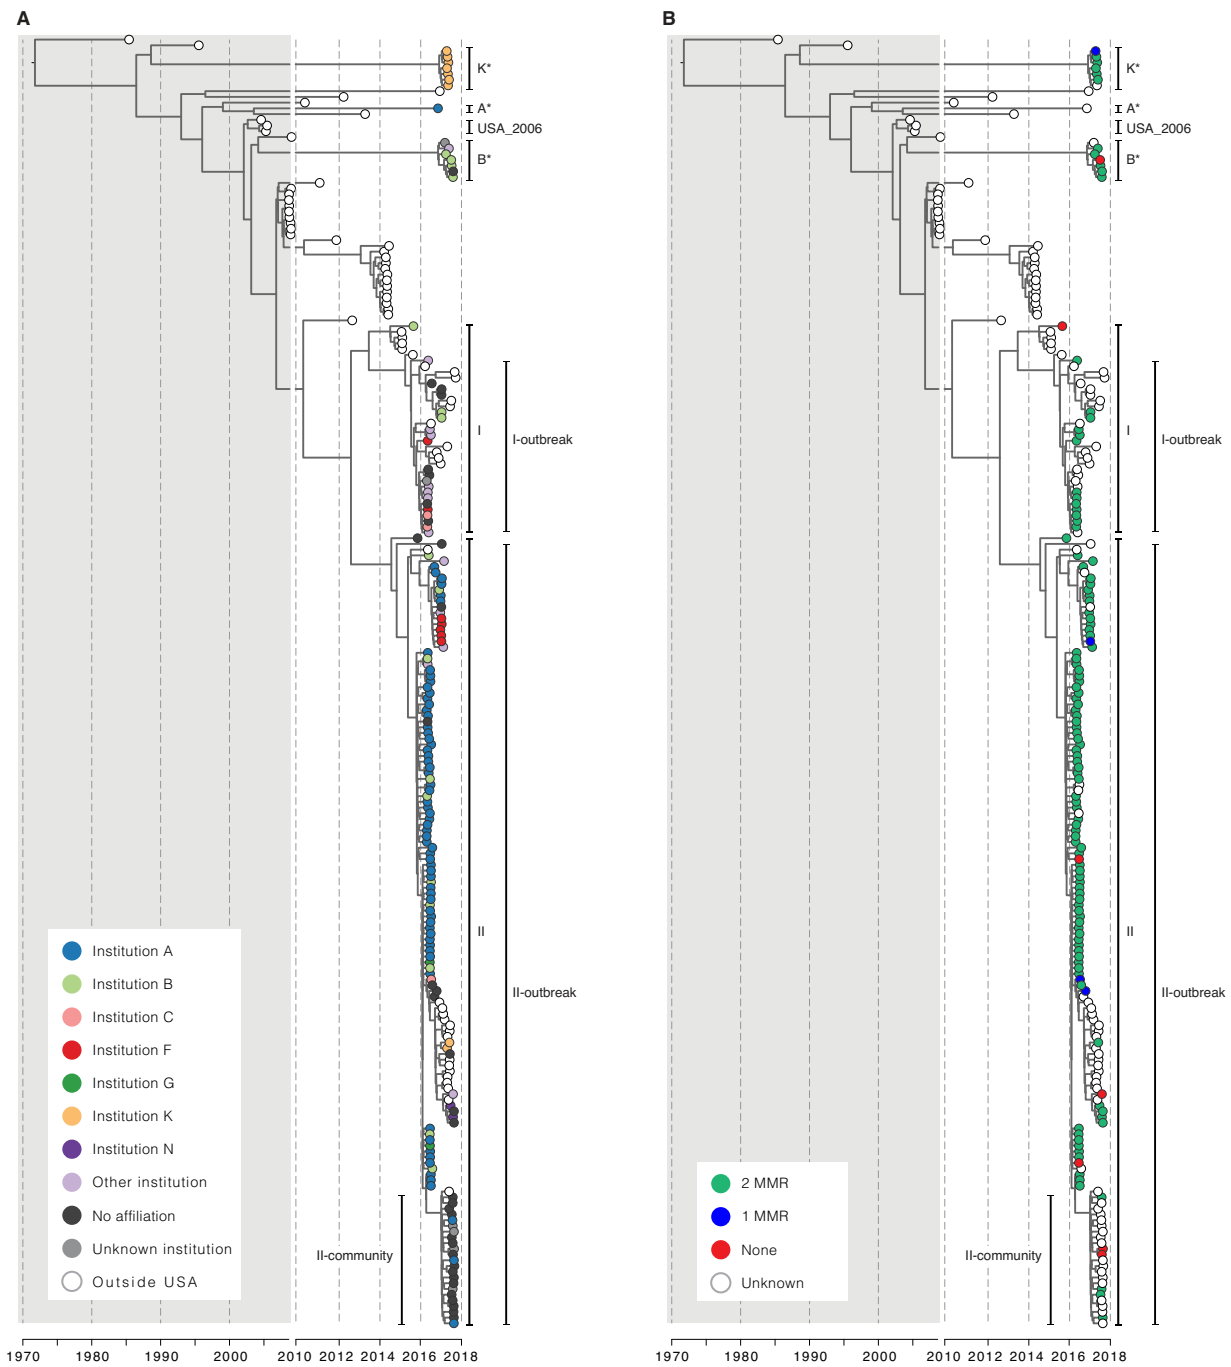 A
K*
A*
USA_2006
B*
I
I-outbreak
II
II-outbreak
II-community
Institution A
Institution B
Institution C
Institution F
Institution G
Institution K
Institution N
Other institution
No affiliation
Unknown institution
Outside USA
1970 1980 1990 2000 2010 2012 2014 2016 2018
B
K*
A*
USA_2006
B*
I
I-outbreak
II
II-outbreak
II-community
2 MMR
1 MMR
None
Unknown
1970 1980 1990 2000 2010 2012 2014 2016 2018